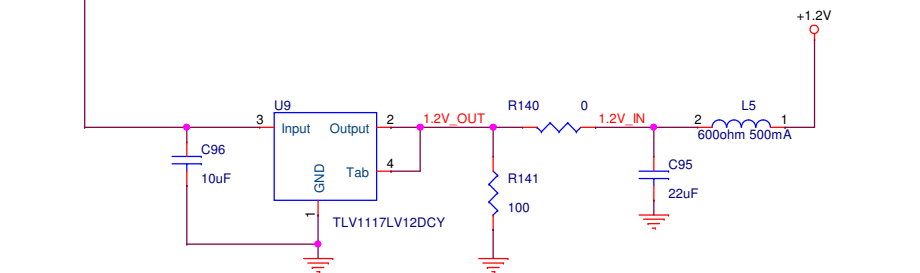 +1.2V
U9
3
Input
Output
2
1.2V_OUT
R140
0
1.2V_IN
2
L5
1
600ohm 500mA
C96
10uF
Tab
4
GND
1
TLV1117LV12DCY
R141
100
C95
22uF